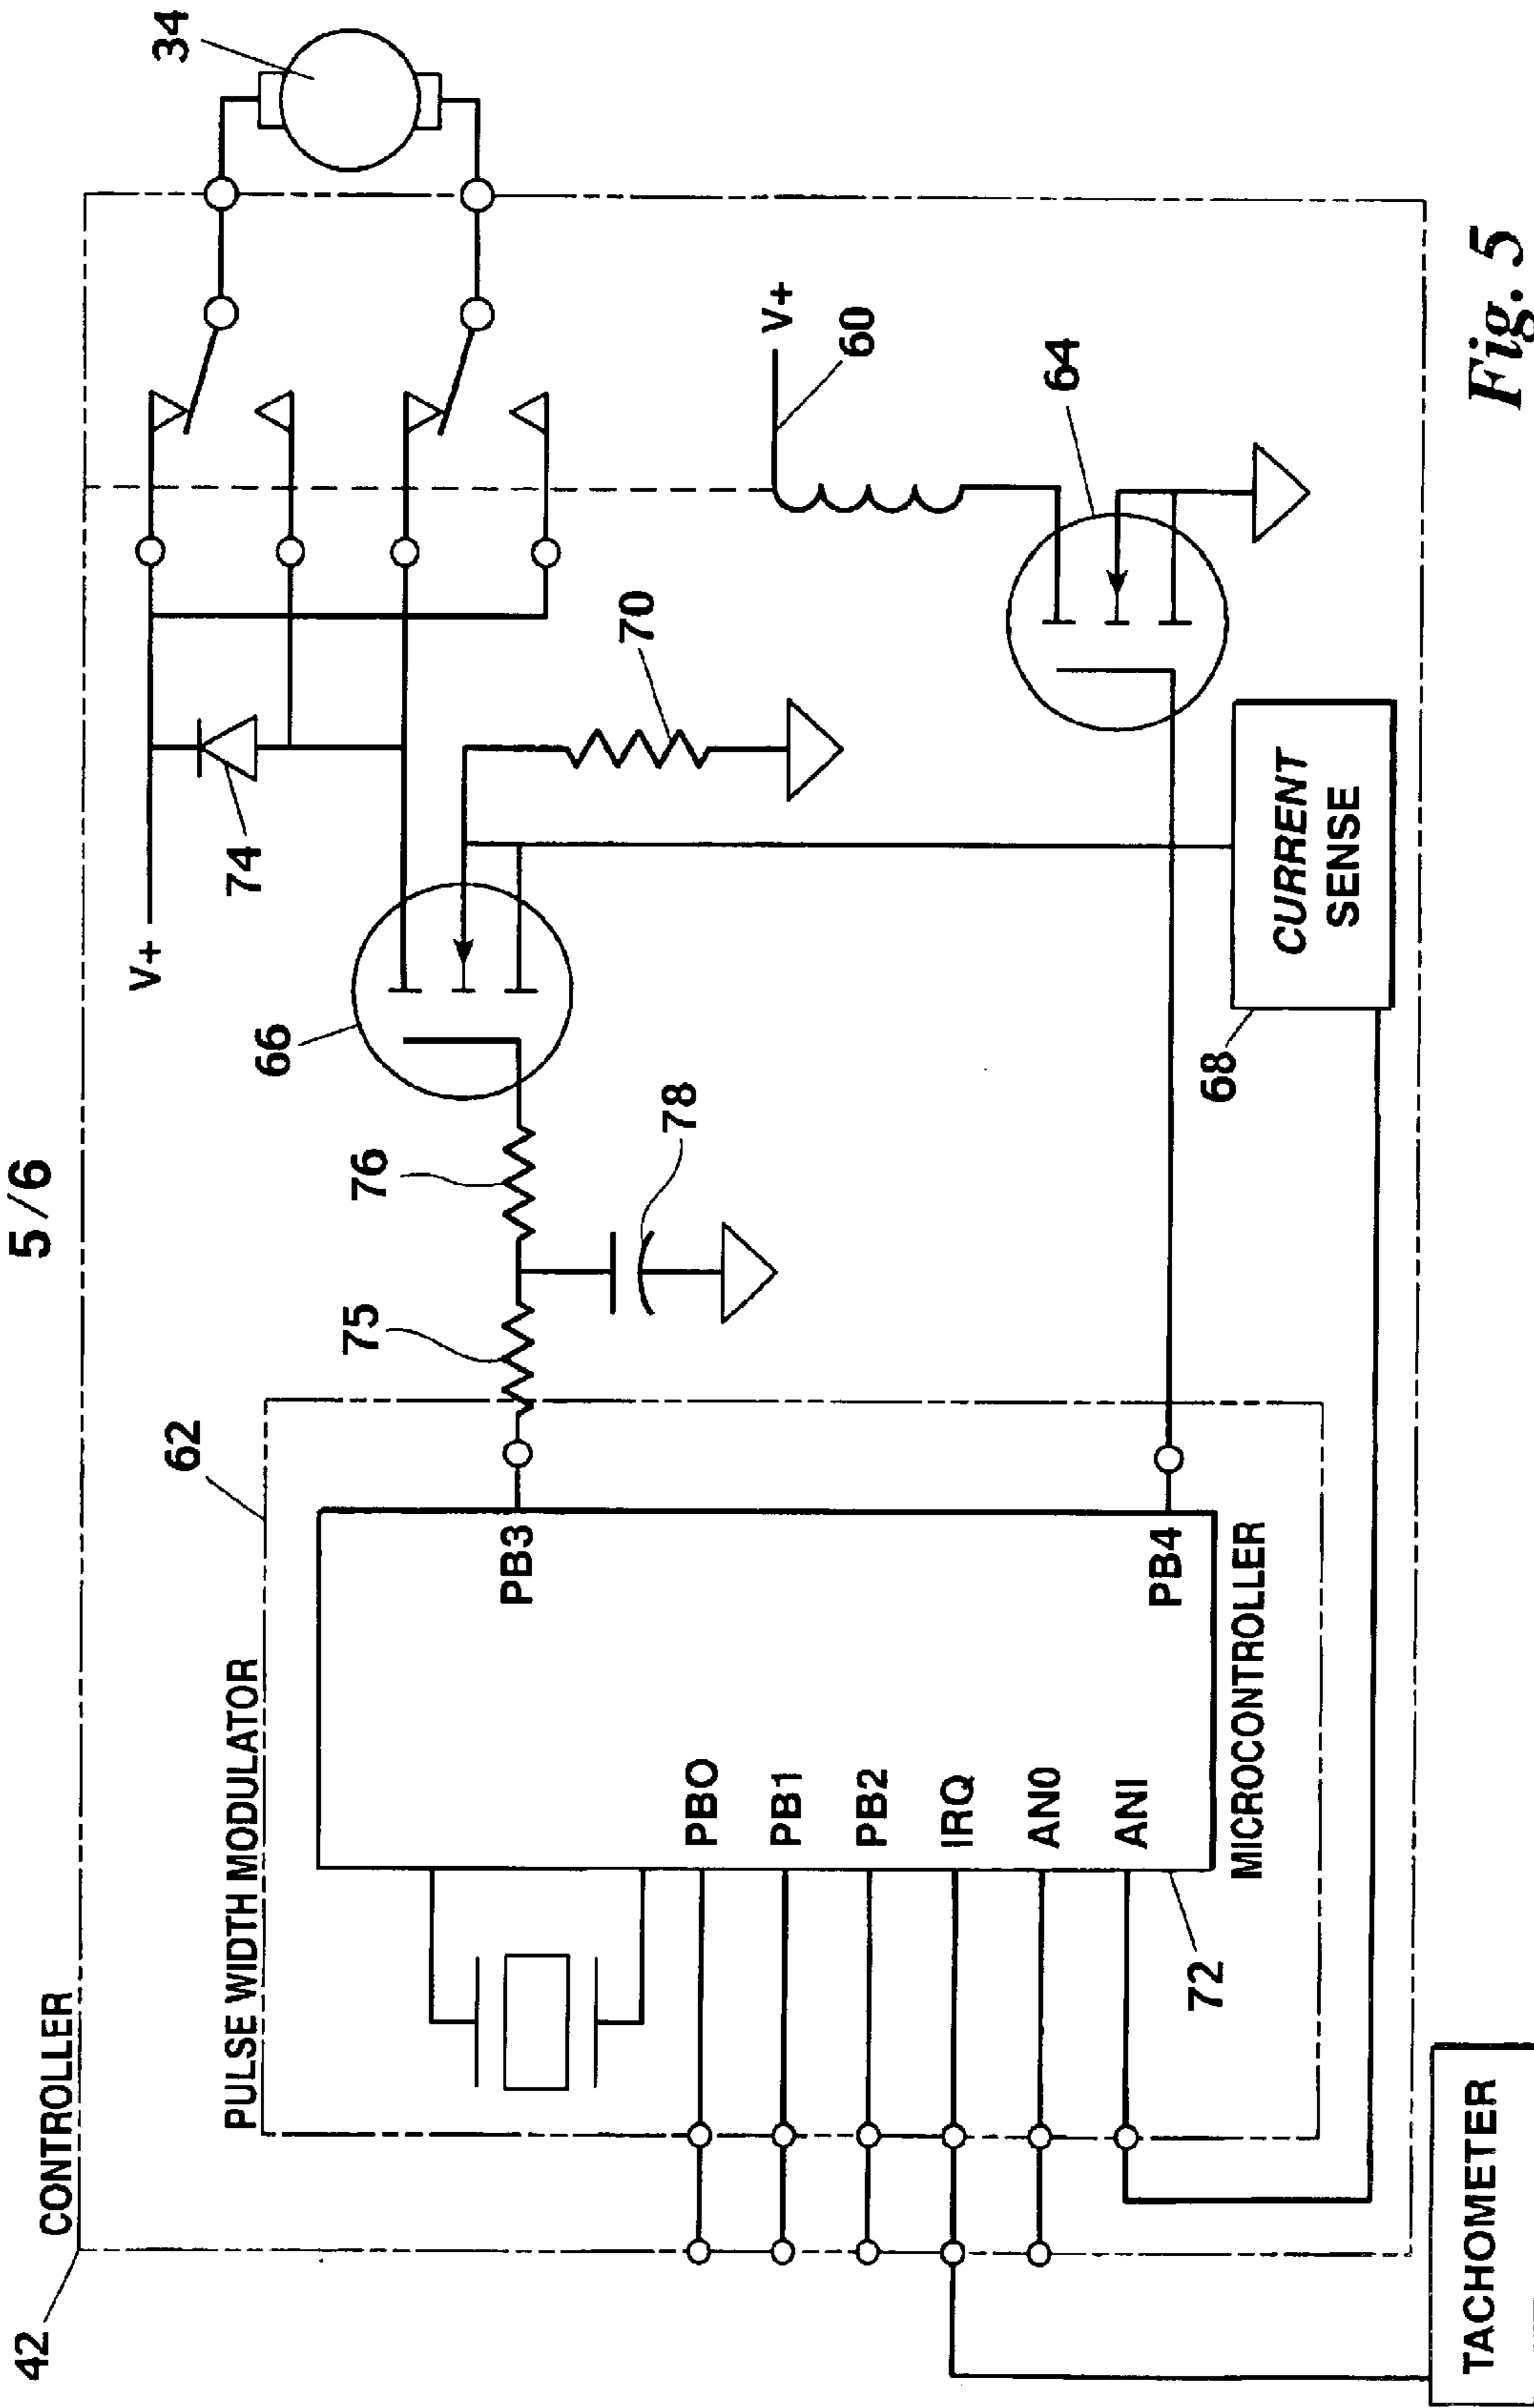 5/6
CONTROLLER
42
PULSE WIDTH MODULATOR
62
PB3
PB4
PBO
PB1
PB2
IRQ
AN0
ANI
MICROCONTROLLER
72
75
76
78
66
74
V+
70
34
V+
60
64
CURRENT
SENSE
68
TACHOMETER
Fig. 5